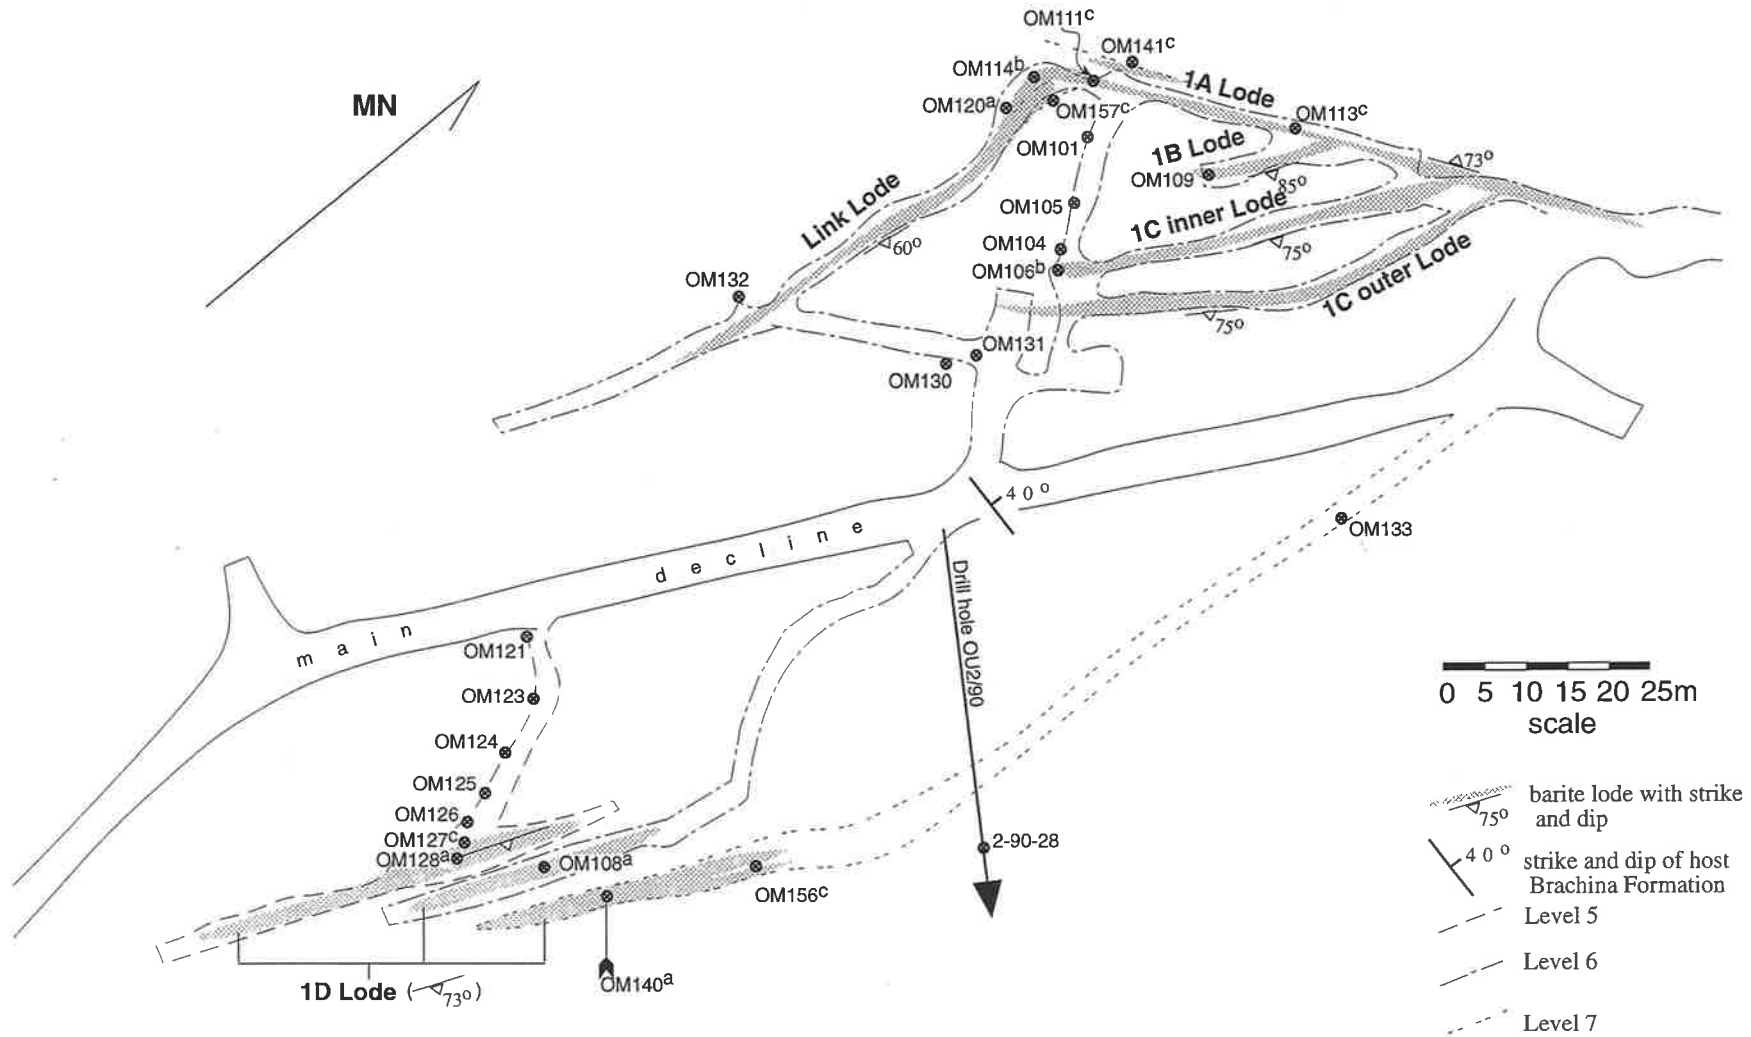 OM111c
OM141c
MN
OM114b
1A Lode
OM120a
OM157c
OM113c
OM101
1B Lode
73o
OM109
85o
Link Lode
OM105
1C inner Lode
OM104
60o
75o
OM106b
1C outer Lode
OM132
75o
OM131
OM130
40o
OM133
main decline
Drill hole OU2/90
OM121
OM123
0 5 10 15 20 25m
scale
OM124
OM125
barite lode with strike
and dip
75o
OM126
OM127c
2-90-28
OM128a
OM108a
40o
strike and dip of host
Brachina Formation
OM156c
Level 5
Level 6
OM140a
1D Lode (73o)
Level 7